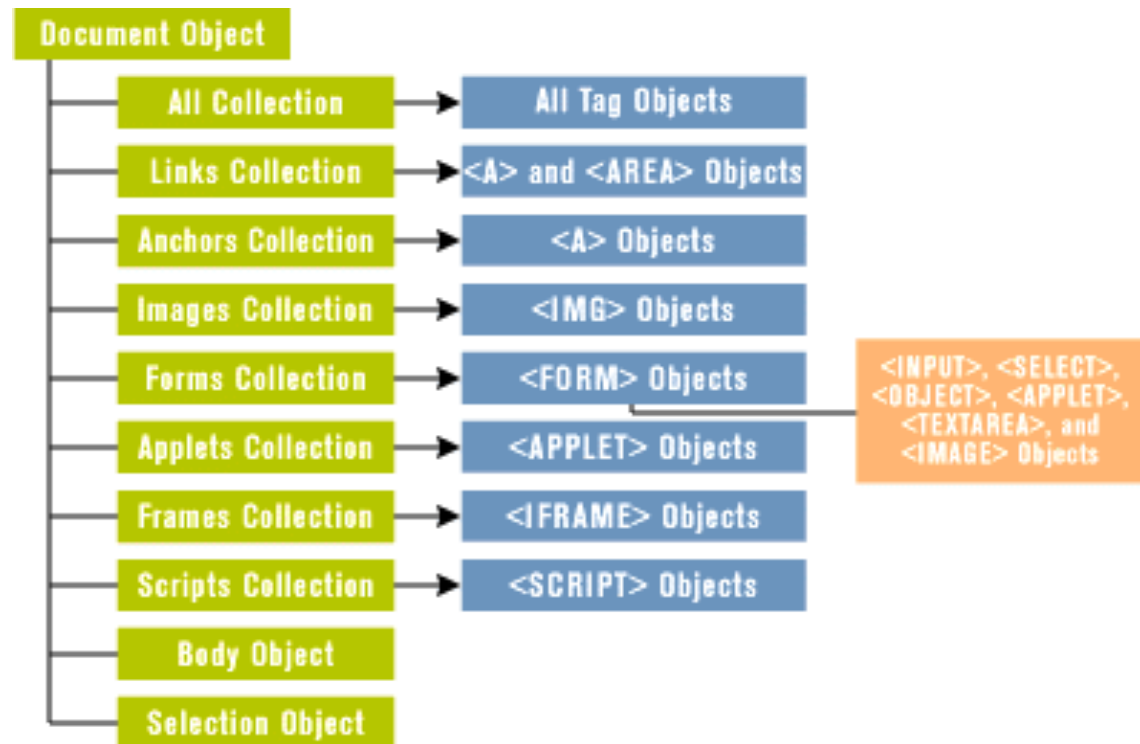 Document Object
All Collection
All Tag Objects
Links Collection
<A> and <AREA> Objects
Anchors Collection
<A> Objects
Images Collection
<IMG> Objects
Forms Collection
<FORM> Objects
<INPUT>, <SELECT>,
<OBJECT>, <APPLET>,
<TEXTAREA>, and
<IMAGE> Objects
Applets Collection
<APPLET> Objects
Frames Collection
<IFRAME> Objects
Scripts Collection
<SCRIPT> Objects
Body Object
Selection Object